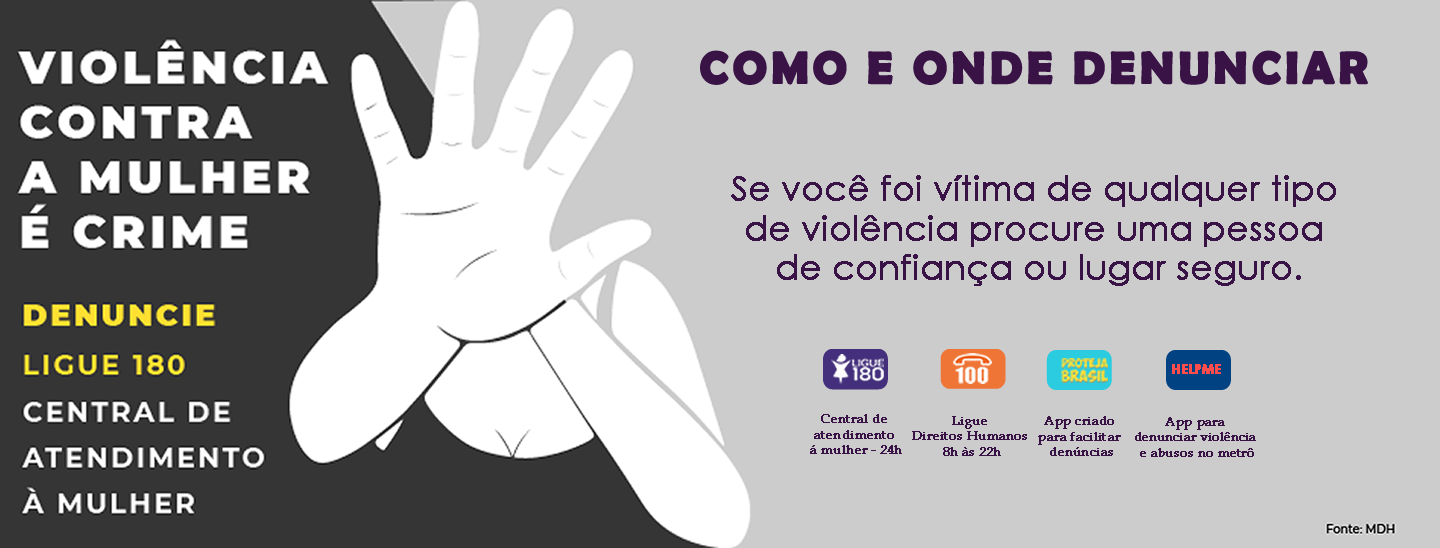 VIOLÊNCIA
CONTRA
A MULHER
É CRIME
DENUNCIE
LIGUE 180
CENTRAL DE
ATENDIMENTO
À MULHER
COMO E ONDE DENUNCIAR
Se você foi vítima de qualquer tipo
de violência procure uma pessoa
de confiança ou lugar seguro.
LIGUE
180
Central de
atendimento
á mulher - 24h
100
Ligue
Direitos Humanos
8h às 22h
PROTEJA
BRASIL
App criado
para facilitar
denúncias
HELPME
App para
denunciar violência
e abusos no metrô
Fonte: MDH